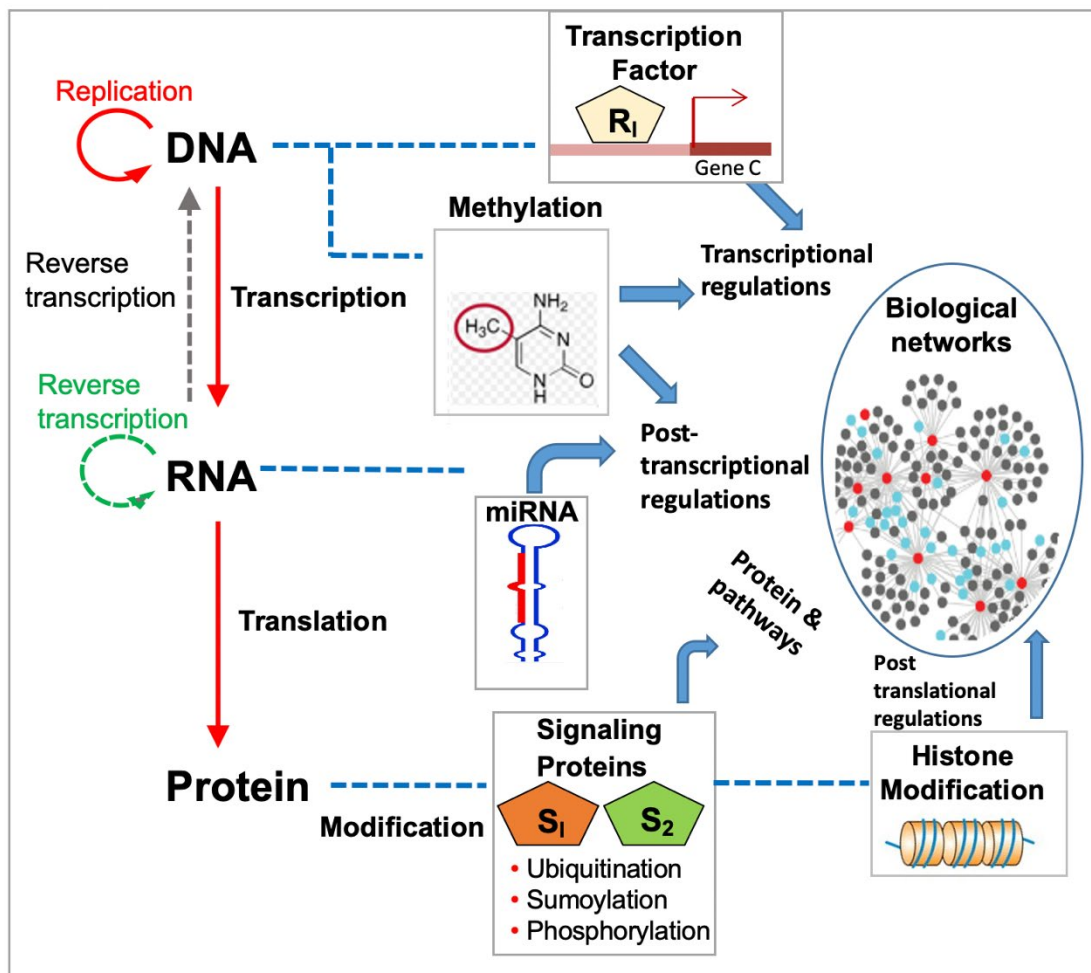 Transcription
Factor
R_I
Gene C
Replication
DNA
Methylation
NH₂
H₃C
N
N
H
O
Reverse
transcription
Transcription
Transcriptional
regulations
Biological
networks
Reverse
transcription
RNA
Post-
transcriptional
regulations
miRNA
Translation
Protein &
pathways
Post
translational
regulations
Signaling
Proteins
S_I
S₂
Histone
Modification
Protein
Modification
• Ubiquitination
• Sumoylation
• Phosphorylation